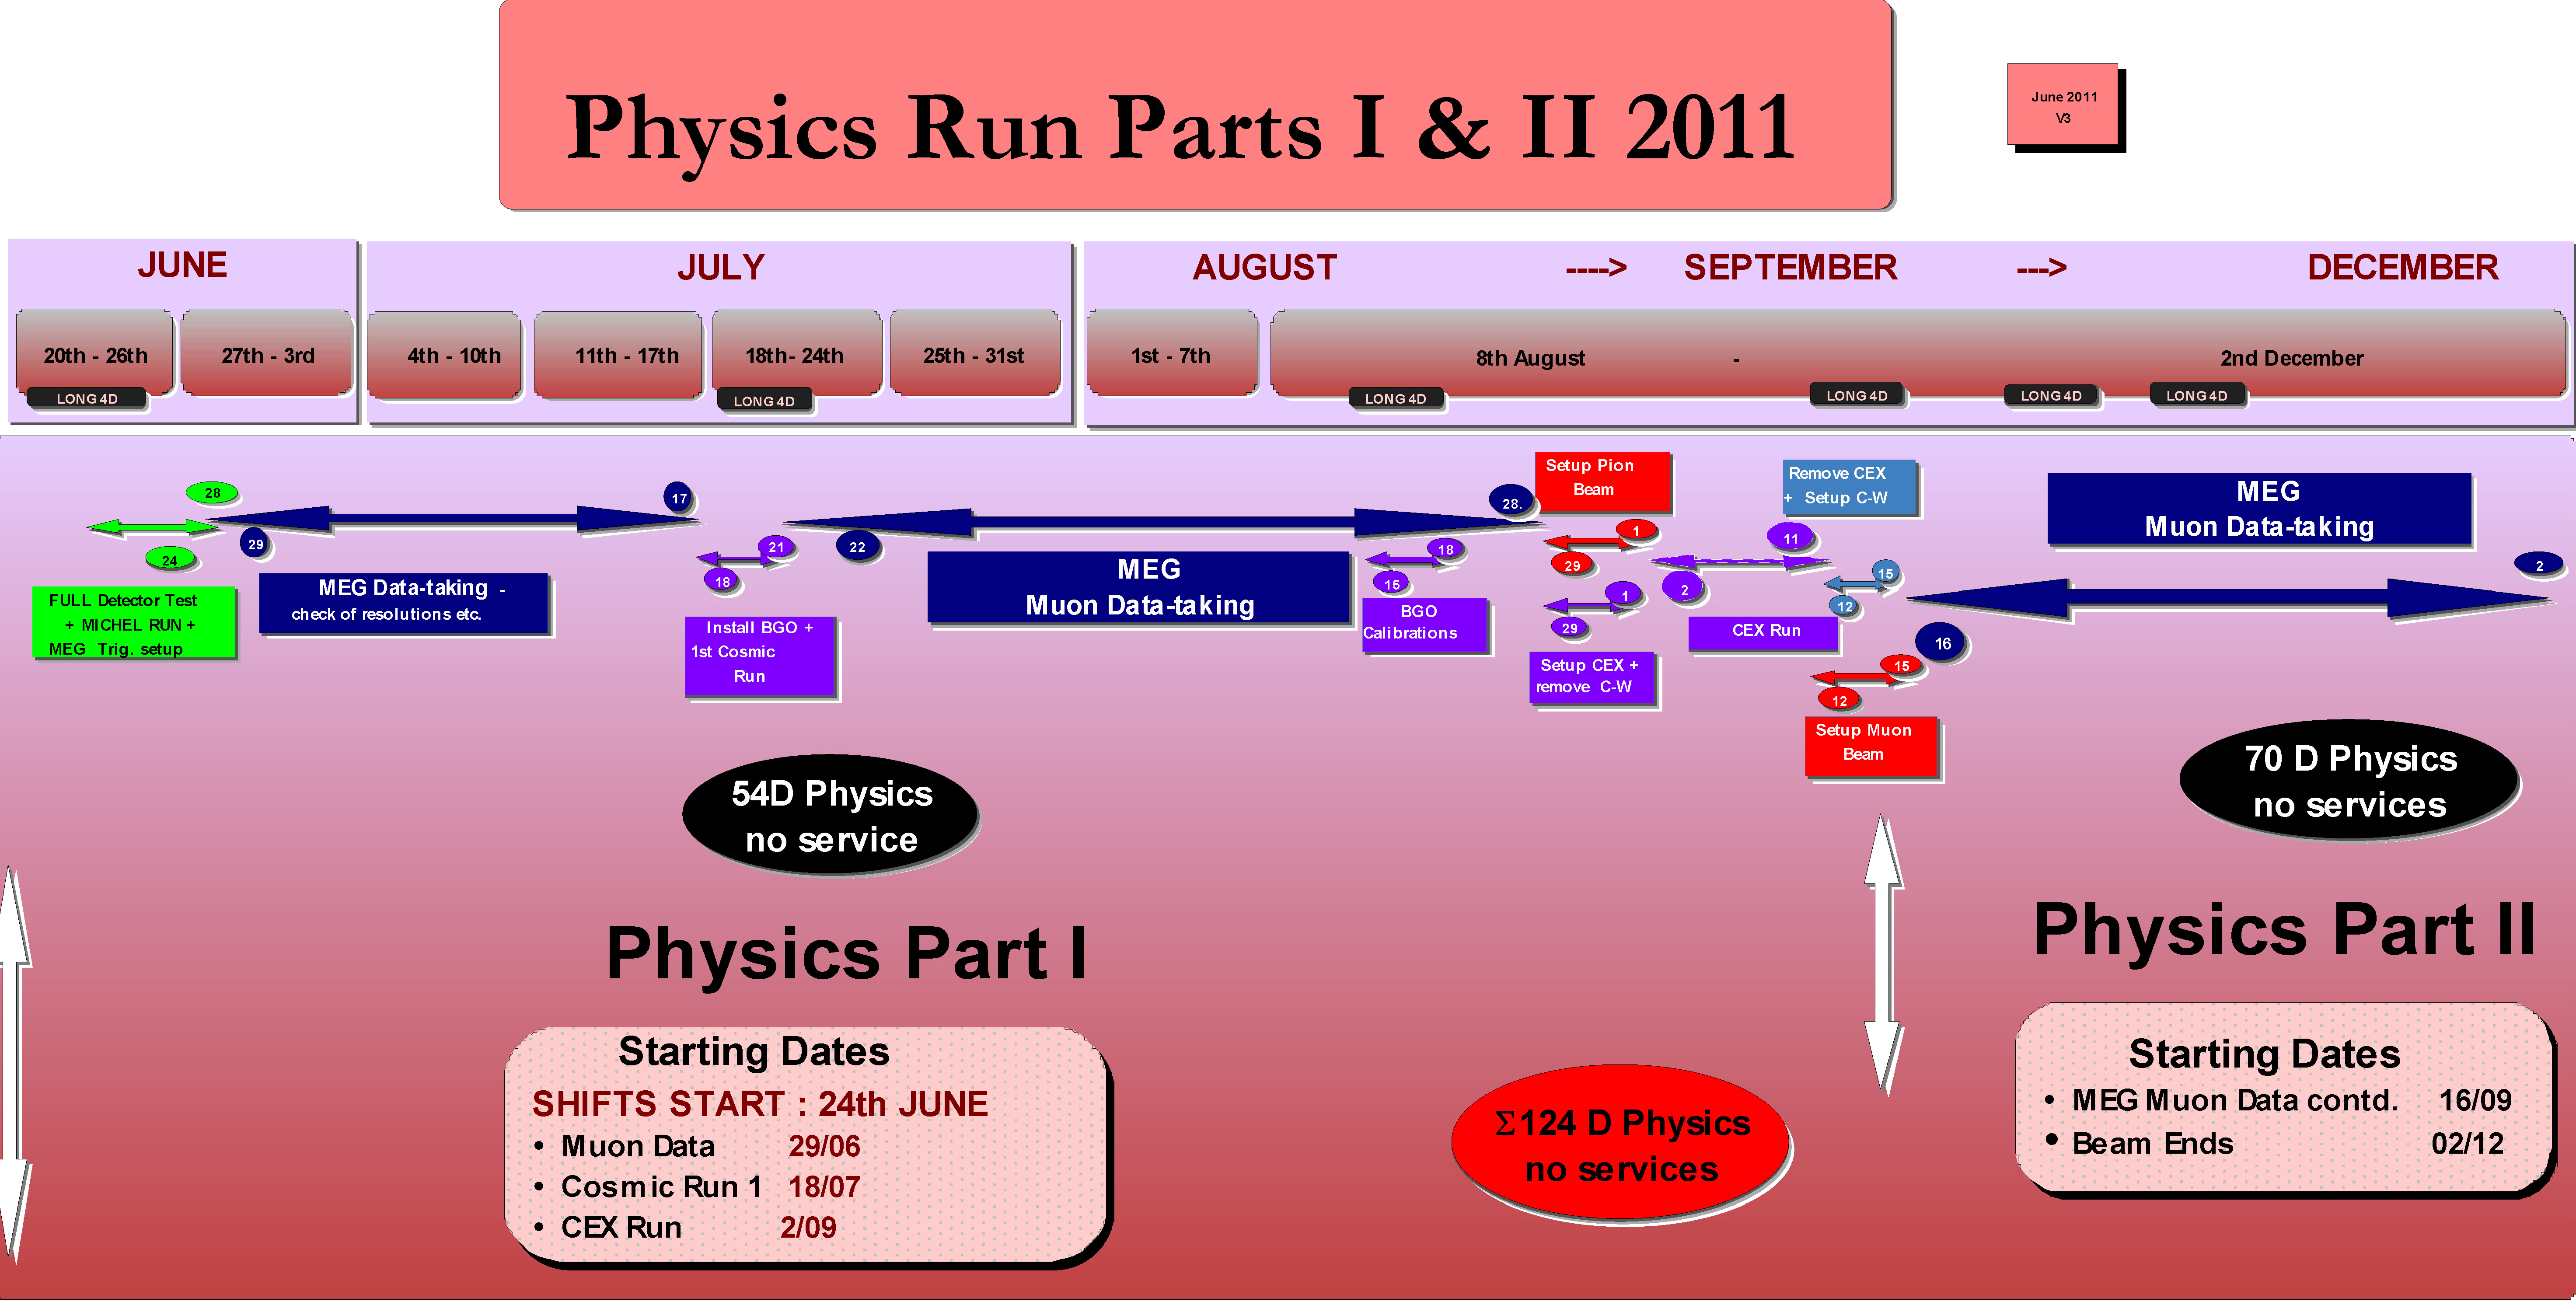 Physics Run Parts I & II 2011
June 2011
V3
JUNE
JULY
AUGUST ----> SEPTEMBER ---> DECEMBER
20th - 26th
27th - 3rd
4th - 10th
11th - 17th
18th- 24th
25th - 31st
1st - 7th
8th August - 2nd December
LONG 4D
LONG 4D
LONG 4D
LONG 4D
LONG 4D
LONG 4D
28
24
FULL Detector Test
+ MICHEL RUN +
MEG Trig. setup
29
17
MEG Data-taking -
check of resolutions etc.
21
18
Install BGO +
1st Cosmic
Run
22
28.
MEG
Muon Data-taking
18
15
BGO
Calibrations
Setup Pion
Beam
1
29
1
29
Setup CEX +
remove C-W
11
2
CEX Run
Remove CEX
+ Setup C-W
15
12
15
12
Setup Muon
Beam
MEG
Muon Data-taking
2
16
54D Physics
no service
70 D Physics
no services
Physics Part I
Physics Part II
Starting Dates
SHIFTS START : 24th JUNE
• Muon Data 29/06
• Cosmic Run 1 18/07
• CEX Run 2/09
Σ124 D Physics
no services
Starting Dates
• MEG Muon Data contd. 16/09
• Beam Ends 02/12